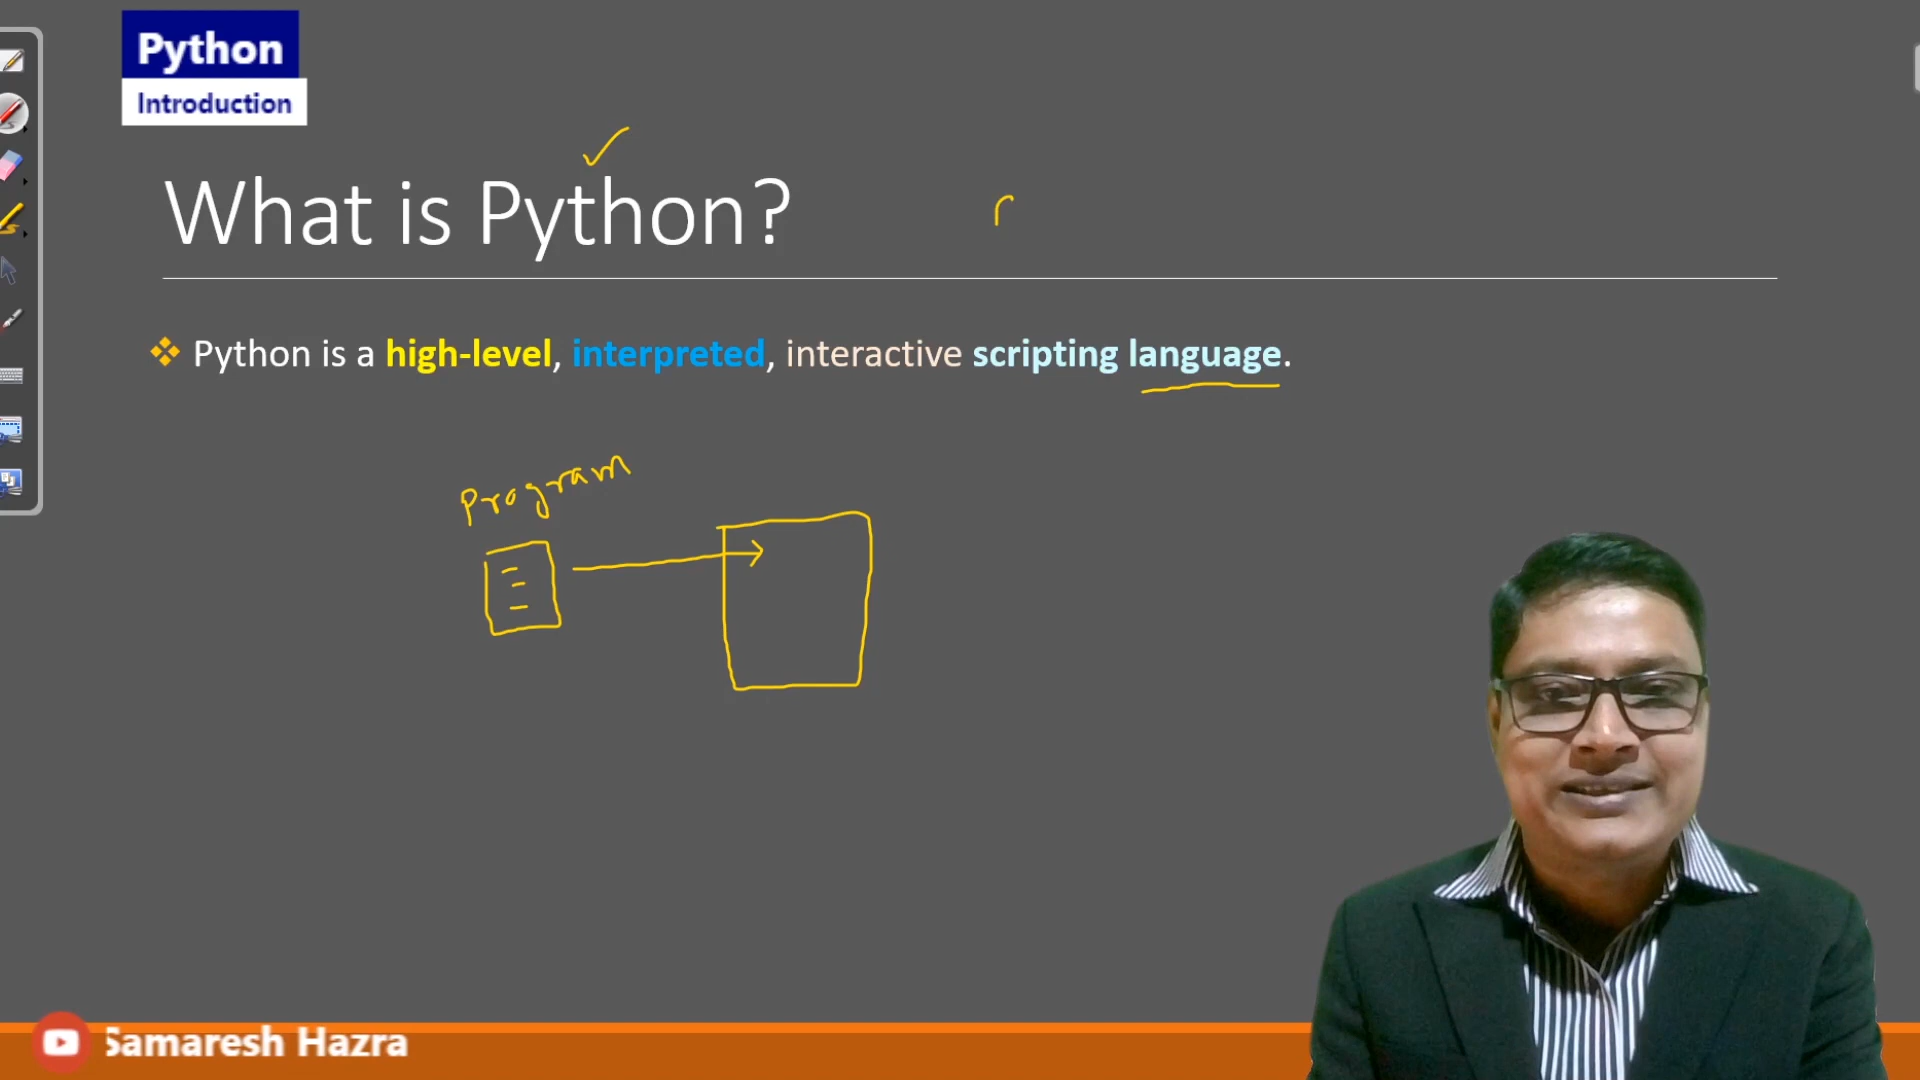 Python
Introduction
What is Python?
❖ Python is a high-level, interpreted, interactive scripting language.
Program
Samaresh Hazra